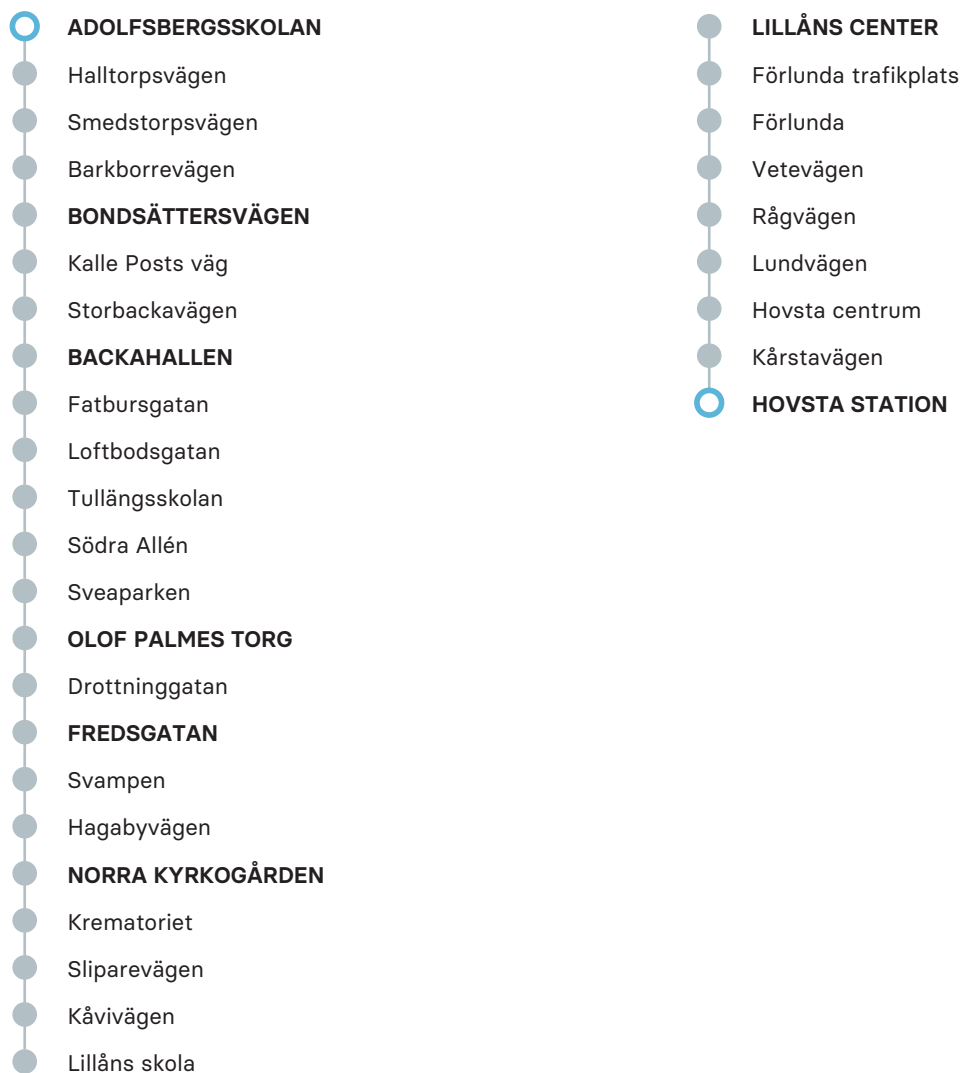 ADOLFSBERGSSKOLAN
Halltorpsvägen
Smedstorpsvägen
Barkborrevägen
BONDSÄTTERSVÄGEN
Kalle Posts väg
Storbackavägen
BACKAHALLEN
Fatbursgatan
Loftbodsgatan
Tullängsskolan
Södra Allén
Sveaparken
OLOF PALMES TORG
Drottninggatan
FREDSGATAN
Svampen
Hagabyvägen
NORRA KYRKOGÅRDEN
Krematoriet
Sliparevägen
Kåvivägen
Lillåns skola
LILLÅNS CENTER
Förlunda trafikplats
Förlunda
Vetevägen
Rågvägen
Lundvägen
Hovsta centrum
Kårstavägen
HOVSTA STATION